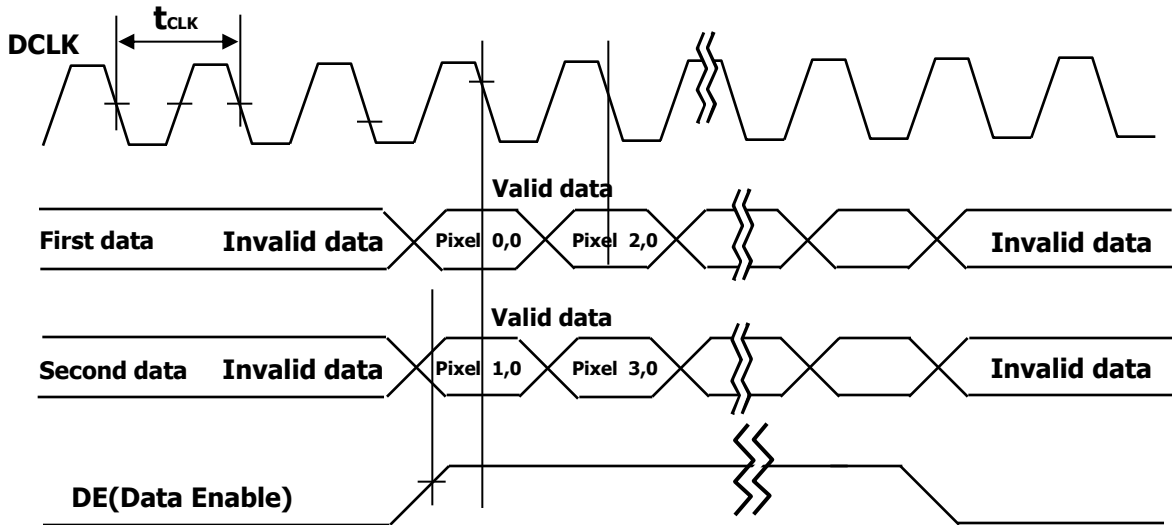 tCLK
DCLK
Valid data
First data Invalid data Pixel 0,0 Pixel 2,0 Invalid data
Valid data
Second data Invalid data Pixel 1,0 Pixel 3,0 Invalid data
DE(Data Enable)